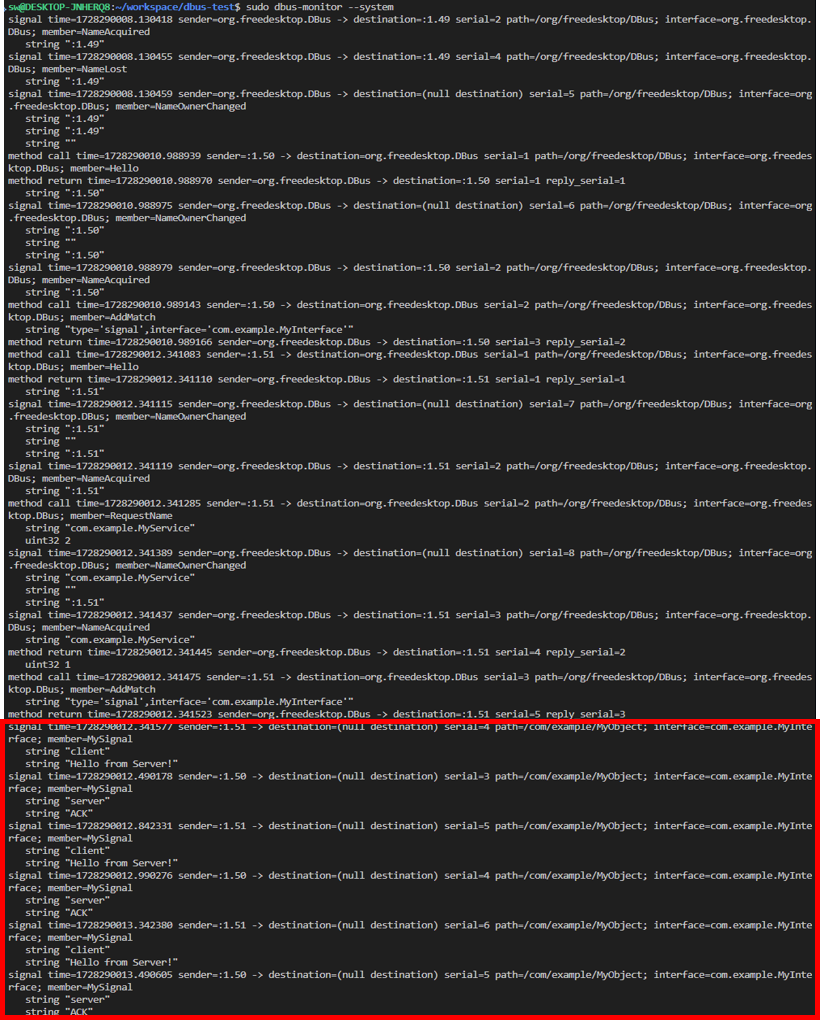 sw@DESKTOP-JNHERQ8:~/workspace/dbus-test$ sudo dbus-monitor --system
signal time=1728290008.130418 sender=org.freedesktop.DBus -> destination=:1.49 serial=2 path=/org/freedesktop/DBus; interface=org.freedesktop.
DBus; member=NameAcquired
   string ":1.49"
signal time=1728290008.130455 sender=org.freedesktop.DBus -> destination=:1.49 serial=4 path=/org/freedesktop/DBus; interface=org.freedesktop.
DBus; member=NameLost
   string ":1.49"
signal time=1728290008.130459 sender=org.freedesktop.DBus -> destination=(null destination) serial=5 path=/org/freedesktop/DBus; interface=org
.freedesktop.DBus; member=NameOwnerChanged
   string ":1.49"
   string ":1.49"
   string ""
method call time=1728290010.988939 sender=:1.50 -> destination=org.freedesktop.DBus serial=1 path=/org/freedesktop/DBus; interface=org.freedes
ktop.DBus; member=Hello
method return time=1728290010.988970 sender=org.freedesktop.DBus -> destination=:1.50 serial=1 reply_serial=1
   string ":1.50"
signal time=1728290010.988975 sender=org.freedesktop.DBus -> destination=(null destination) serial=6 path=/org/freedesktop/DBus; interface=org
.freedesktop.DBus; member=NameOwnerChanged
   string ":1.50"
   string ""
   string ":1.50"
signal time=1728290010.988979 sender=org.freedesktop.DBus -> destination=:1.50 serial=2 path=/org/freedesktop/DBus; interface=org.freedesktop.
DBus; member=NameAcquired
   string ":1.50"
method call time=1728290010.989143 sender=:1.50 -> destination=org.freedesktop.DBus serial=2 path=/org/freedesktop/DBus; interface=org.freedes
ktop.DBus; member=AddMatch
   string "type='signal',interface='com.example.MyInterface'"
method return time=1728290010.989166 sender=org.freedesktop.DBus -> destination=:1.50 serial=3 reply_serial=2
method call time=1728290012.341083 sender=:1.51 -> destination=org.freedesktop.DBus serial=1 path=/org/freedesktop/DBus; interface=org.freedes
ktop.DBus; member=Hello
method return time=1728290012.341110 sender=org.freedesktop.DBus -> destination=:1.51 serial=1 reply_serial=1
   string ":1.51"
signal time=1728290012.341115 sender=org.freedesktop.DBus -> destination=(null destination) serial=7 path=/org/freedesktop/DBus; interface=org
.freedesktop.DBus; member=NameOwnerChanged
   string ":1.51"
   string ""
   string ":1.51"
signal time=1728290012.341119 sender=org.freedesktop.DBus -> destination=:1.51 serial=2 path=/org/freedesktop/DBus; interface=org.freedesktop.
DBus; member=NameAcquired
   string ":1.51"
method call time=1728290012.341285 sender=:1.51 -> destination=org.freedesktop.DBus serial=2 path=/org/freedesktop/DBus; interface=org.freedes
ktop.DBus; member=RequestName
   string "com.example.MyService"
   uint32 2
signal time=1728290012.341389 sender=org.freedesktop.DBus -> destination=(null destination) serial=8 path=/org/freedesktop/DBus; interface=org
.freedesktop.DBus; member=NameOwnerChanged
   string "com.example.MyService"
   string ""
   string ":1.51"
signal time=1728290012.341437 sender=org.freedesktop.DBus -> destination=:1.51 serial=3 path=/org/freedesktop/DBus; interface=org.freedesktop.
DBus; member=NameAcquired
   string "com.example.MyService"
method return time=1728290012.341445 sender=org.freedesktop.DBus -> destination=:1.51 serial=4 reply_serial=2
   uint32 1
method call time=1728290012.341475 sender=:1.51 -> destination=org.freedesktop.DBus serial=3 path=/org/freedesktop/DBus; interface=org.freedes
ktop.DBus; member=AddMatch
   string "type='signal',interface='com.example.MyInterface'"
method return time=1728290012.341523 sender=org.freedesktop.DBus -> destination=:1.51 serial=5 reply_serial=3
signal time=1728290012.341577 sender=:1.51 -> destination=(null destination) serial=4 path=/com/example/MyObject; interface=com.example.MyInte
rface; member=MySignal
   string "client"
   string "Hello from Server!"
signal time=1728290012.490178 sender=:1.50 -> destination=(null destination) serial=3 path=/com/example/MyObject; interface=com.example.MyInte
rface; member=MySignal
   string "server"
   string "ACK"
signal time=1728290012.842331 sender=:1.51 -> destination=(null destination) serial=5 path=/com/example/MyObject; interface=com.example.MyInte
rface; member=MySignal
   string "client"
   string "Hello from Server!"
signal time=1728290012.990276 sender=:1.50 -> destination=(null destination) serial=4 path=/com/example/MyObject; interface=com.example.MyInte
rface; member=MySignal
   string "server"
   string "ACK"
signal time=1728290013.342380 sender=:1.51 -> destination=(null destination) serial=6 path=/com/example/MyObject; interface=com.example.MyInte
rface; member=MySignal
   string "client"
   string "Hello from Server!"
signal time=1728290013.490605 sender=:1.50 -> destination=(null destination) serial=5 path=/com/example/MyObject; interface=com.example.MyInte
rface; member=MySignal
   string "server"
   string "ACK"